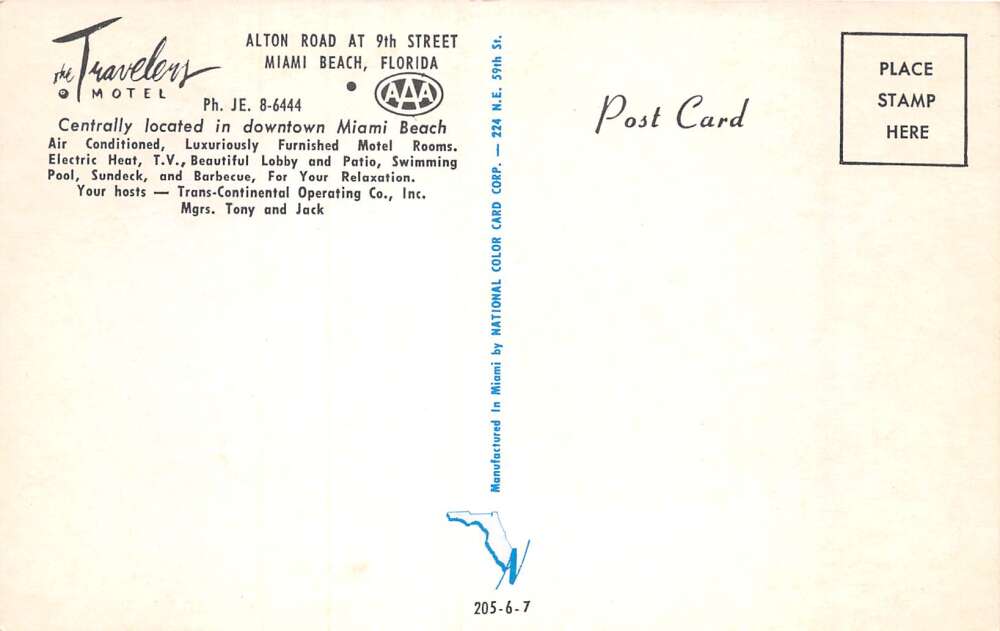 the Travelers
MOTEL
ALTON ROAD AT 9th STREET
MIAMI BEACH, FLORIDA
AAA
Ph. JE. 8-6444
Centrally located in downtown Miami Beach
Air Conditioned, Luxuriously Furnished Motel Rooms.
Electric Heat, T.V., Beautiful Lobby and Patio, Swimming
Pool, Sundeck, and Barbecue, For Your Relaxation.
Your hosts — Trans-Continental Operating Co., Inc.
Mgrs. Tony and Jack
Manufactured In Miami by NATIONAL COLOR CARD CORP. — 224 N.E. 59th St.
N
205-6-7
Post Card
PLACE
STAMP
HERE